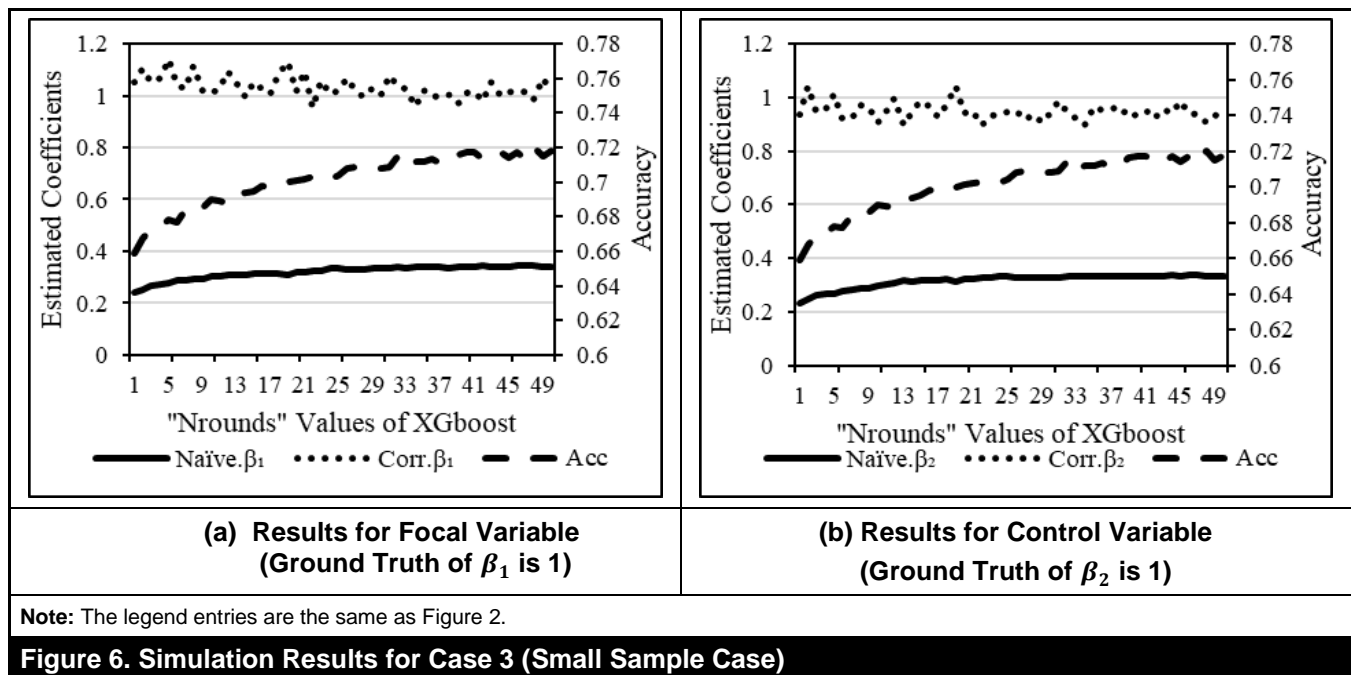 1.2
1
0.8
0.6
0.4
0.2
0
Estimated Coefficients
0.78
0.76
0.74
0.72
0.7
0.68
0.66
0.64
0.62
0.6
Accuracy
1 5 9 13 17 21 25 29 33 37 41 45 49
"Nrounds" Values of XGboost
Naïve.β₁ Corr.β₁ Acc
1.2
1
0.8
0.6
0.4
0.2
0
Estimated Coefficients
0.78
0.76
0.74
0.72
0.7
0.68
0.66
0.64
0.62
0.6
Accuracy
1 5 9 13 17 21 25 29 33 37 41 45 49
"Nrounds" Values of XGboost
Naïve.β₂ Corr.β₂ Acc
(a) Results for Focal Variable
(Ground Truth of β₁ is 1)
(b) Results for Control Variable
(Ground Truth of β₂ is 1)
Note: The legend entries are the same as Figure 2.
Figure 6. Simulation Results for Case 3 (Small Sample Case)